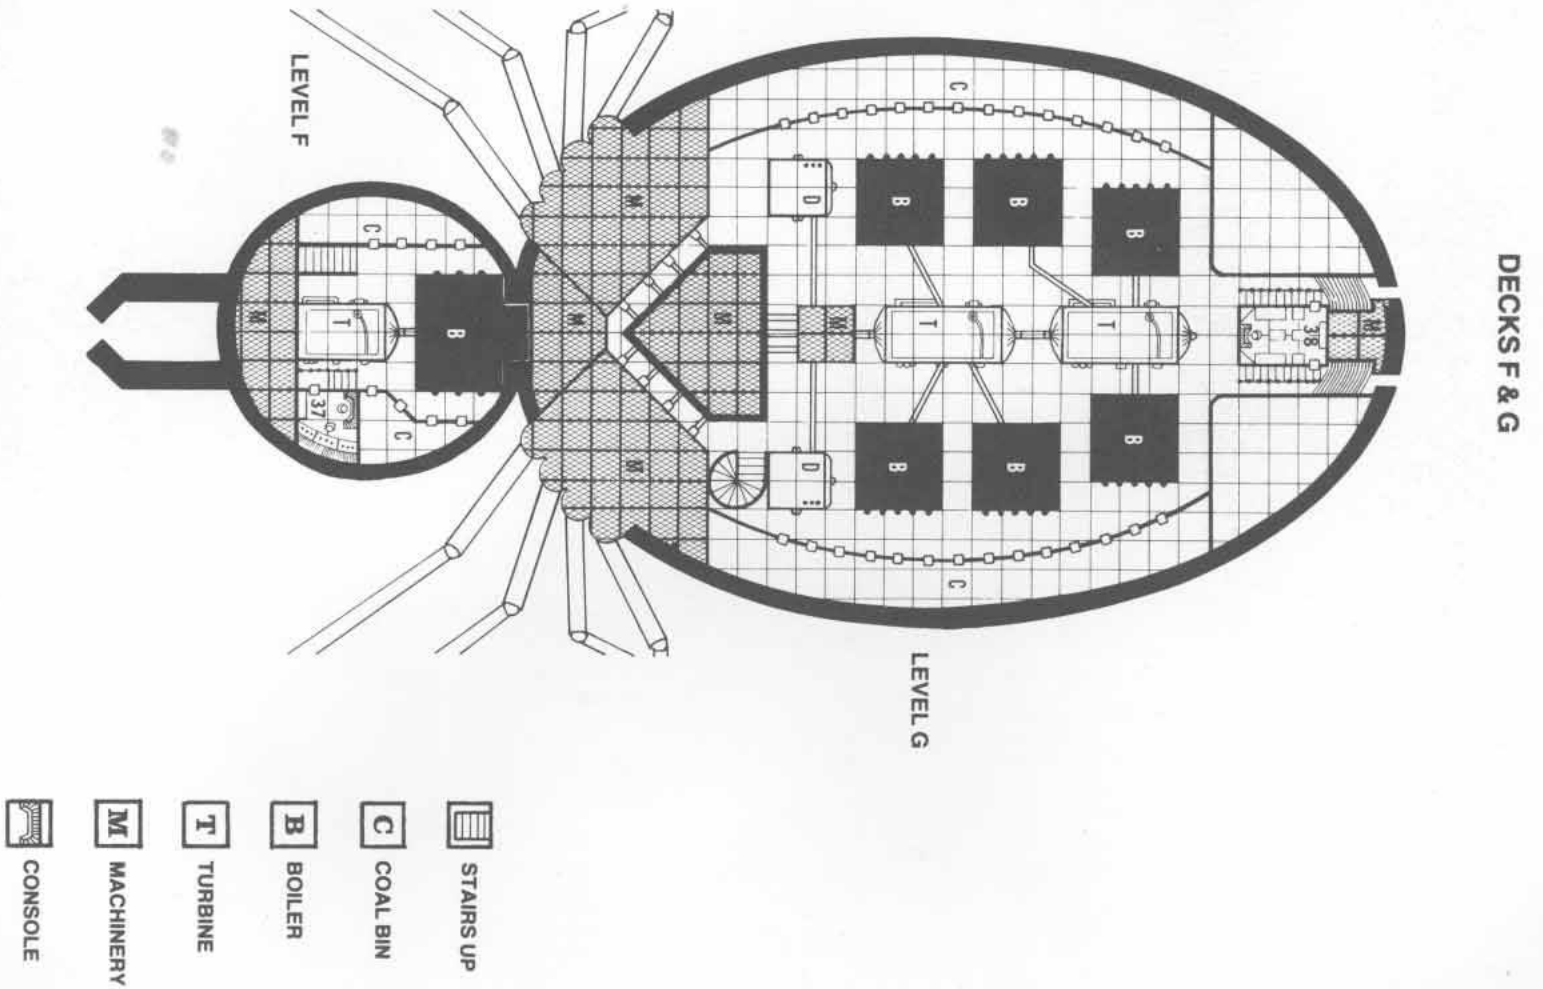 DECKS F & G
LEVEL F
LEVEL G
C
D
B
B
B
M
M
M
M
T
T
38
M
D
B
B
B
M
C
C
M
T
B
37
C
STAIRS UP
C COAL BIN
B BOILER
T TURBINE
M MACHINERY
CONSOLE